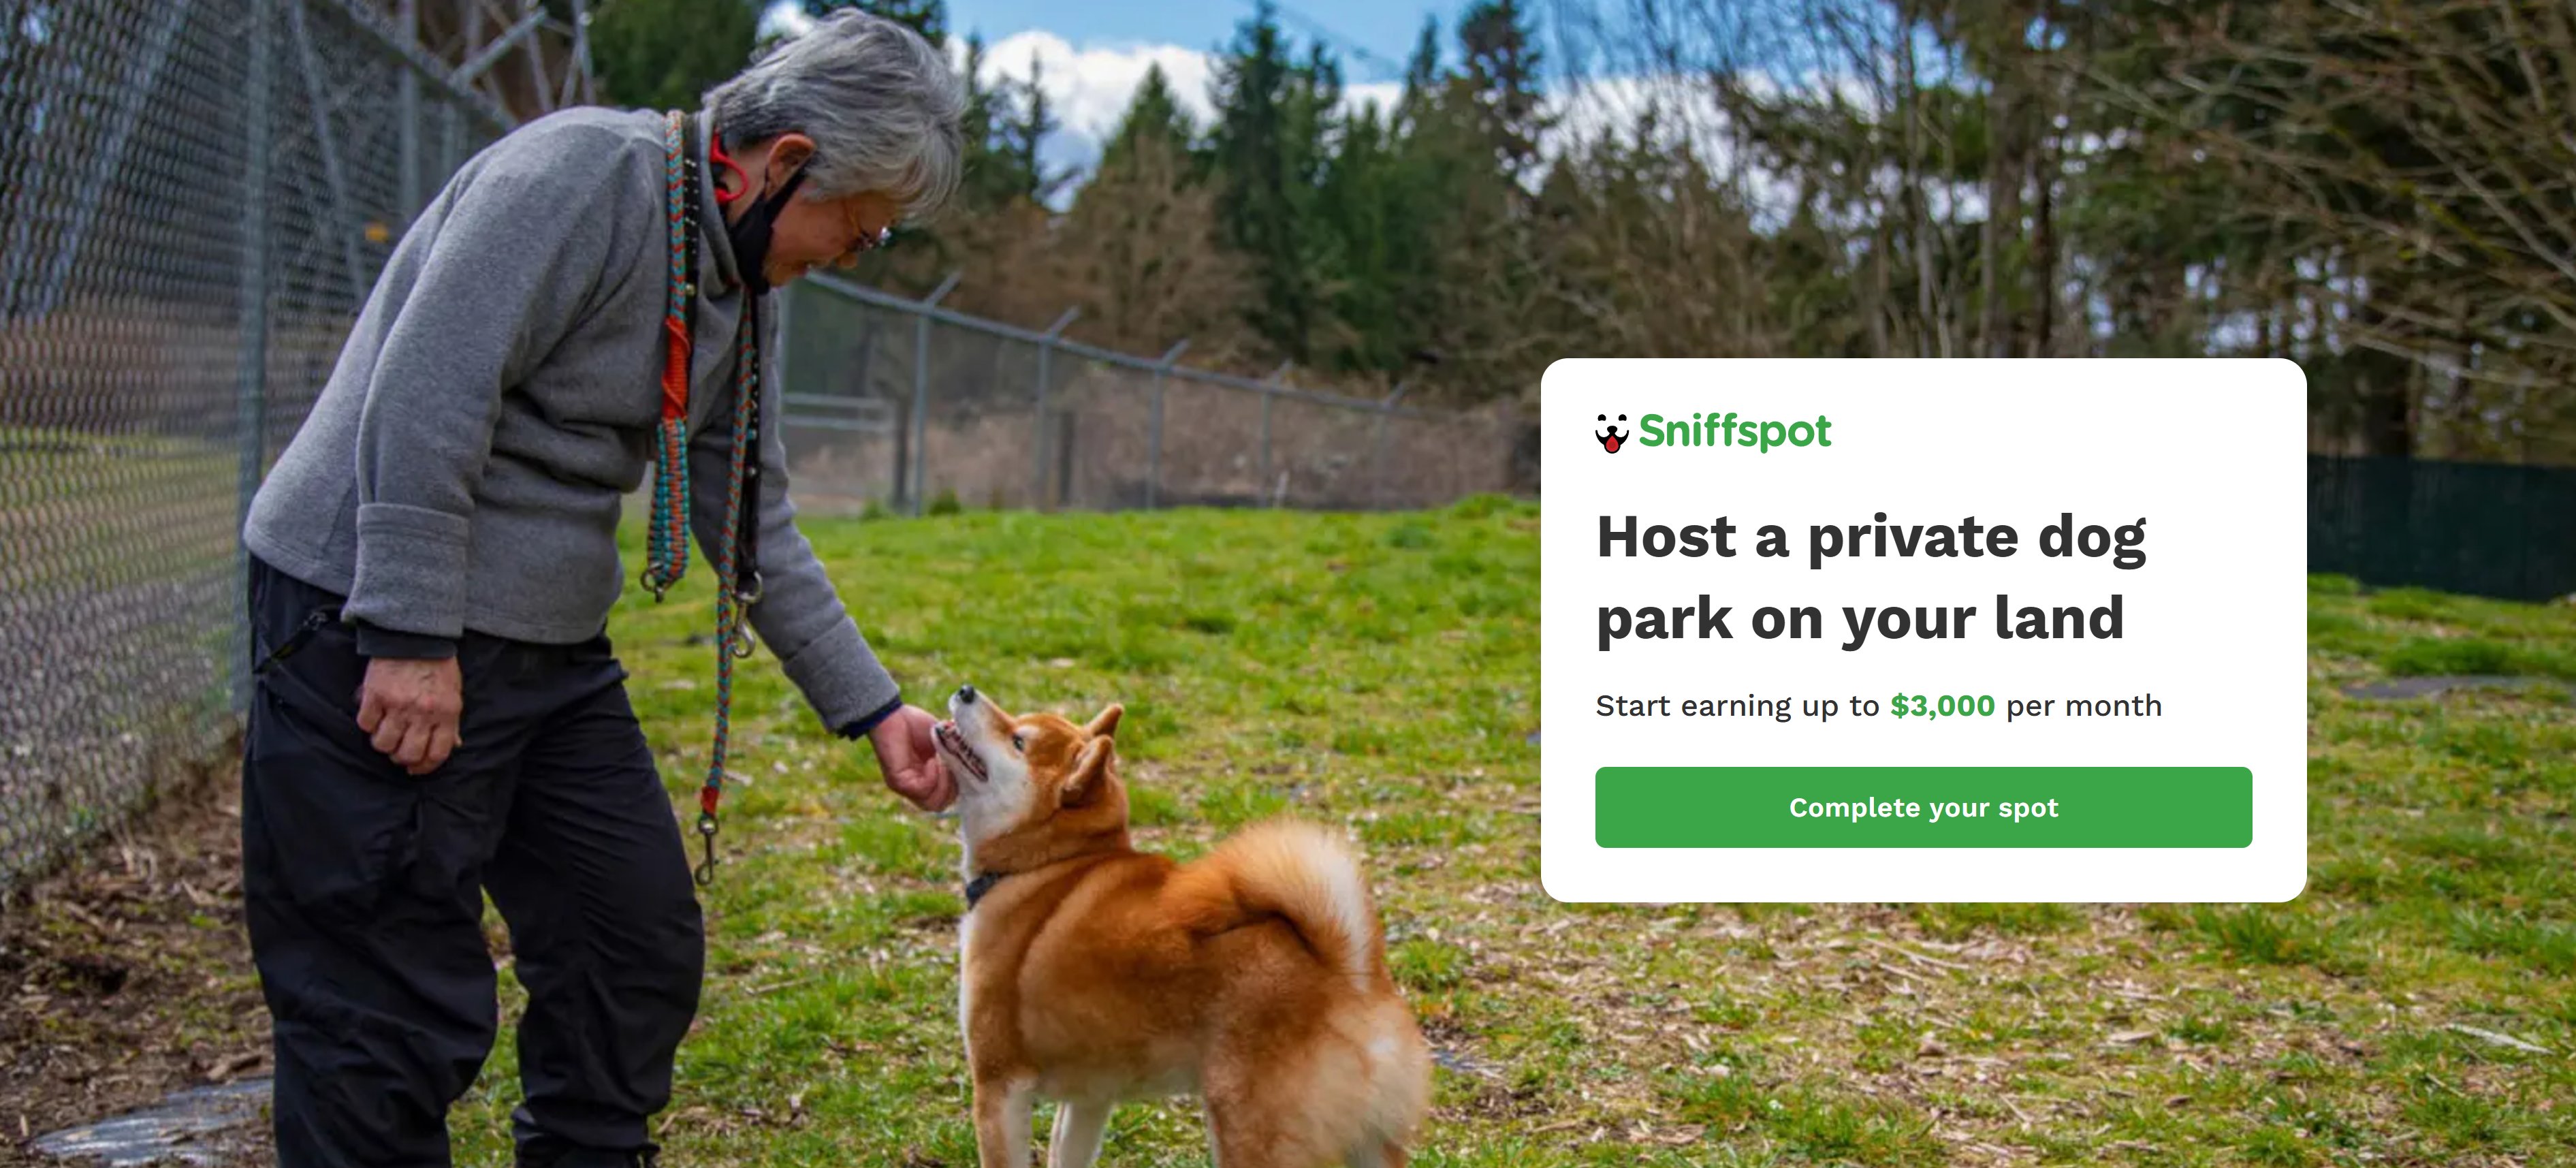 Sniffspot
Host a private dog
park on your land
Start earning up to $3,000 per month
Complete your spot